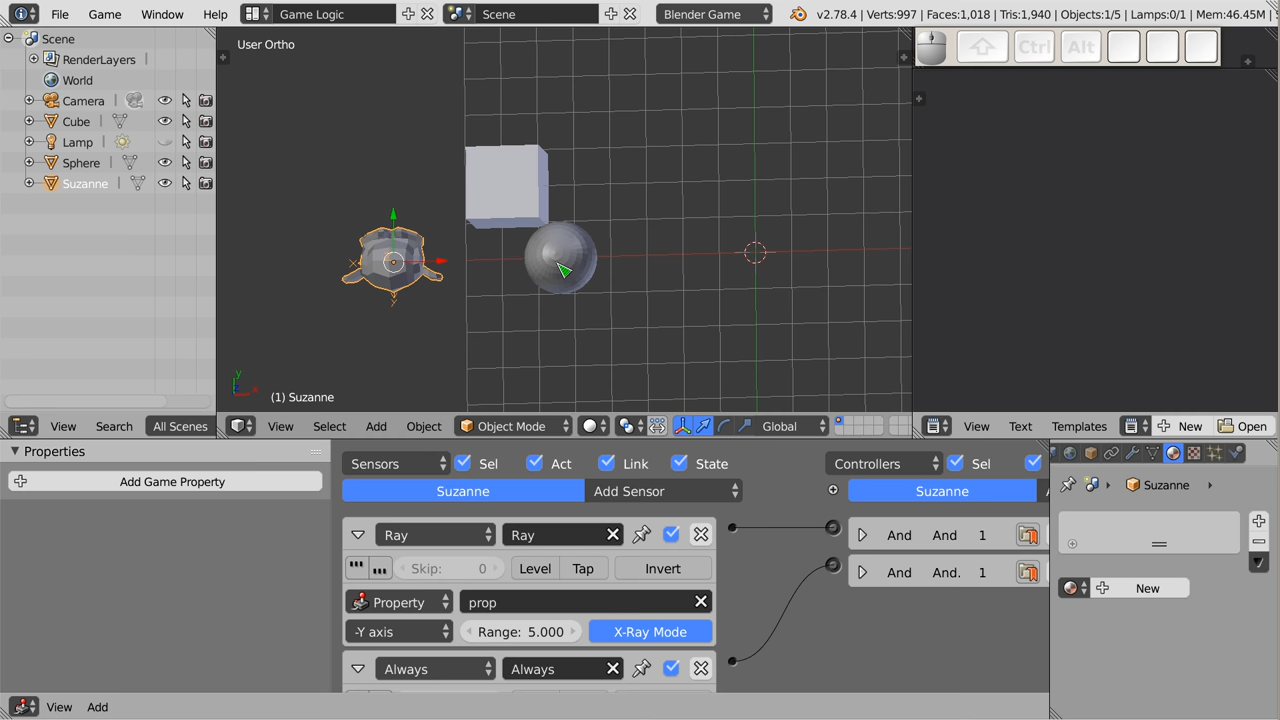 File Game Window Help Game Logic Scene Blender Game v2.78.4 | Verts:997 | Faces:1,018 | Tris:1,940 | Objects:1/5 | Lamps:0/1 | Mem:46.45M
Scene
RenderLayers
World
Camera
Cube
Lamp
Sphere
Suzanne
User Ortho
Ctrl Alt
x
y
y
x
(1) Suzanne
View Search All Scenes
View Select Add Object Object Mode Global
View Text Templates New Open
Properties
Add Game Property
Sensors Sel Act Link State
Suzanne Add Sensor
Ray Ray
Skip: 0 Level Tap Invert
Property prop
-Y axis Range: 5.000 X-Ray Mode
Always Always
Controllers Sel
Suzanne
And And 1
And And. 1
Suzanne
New
View Add